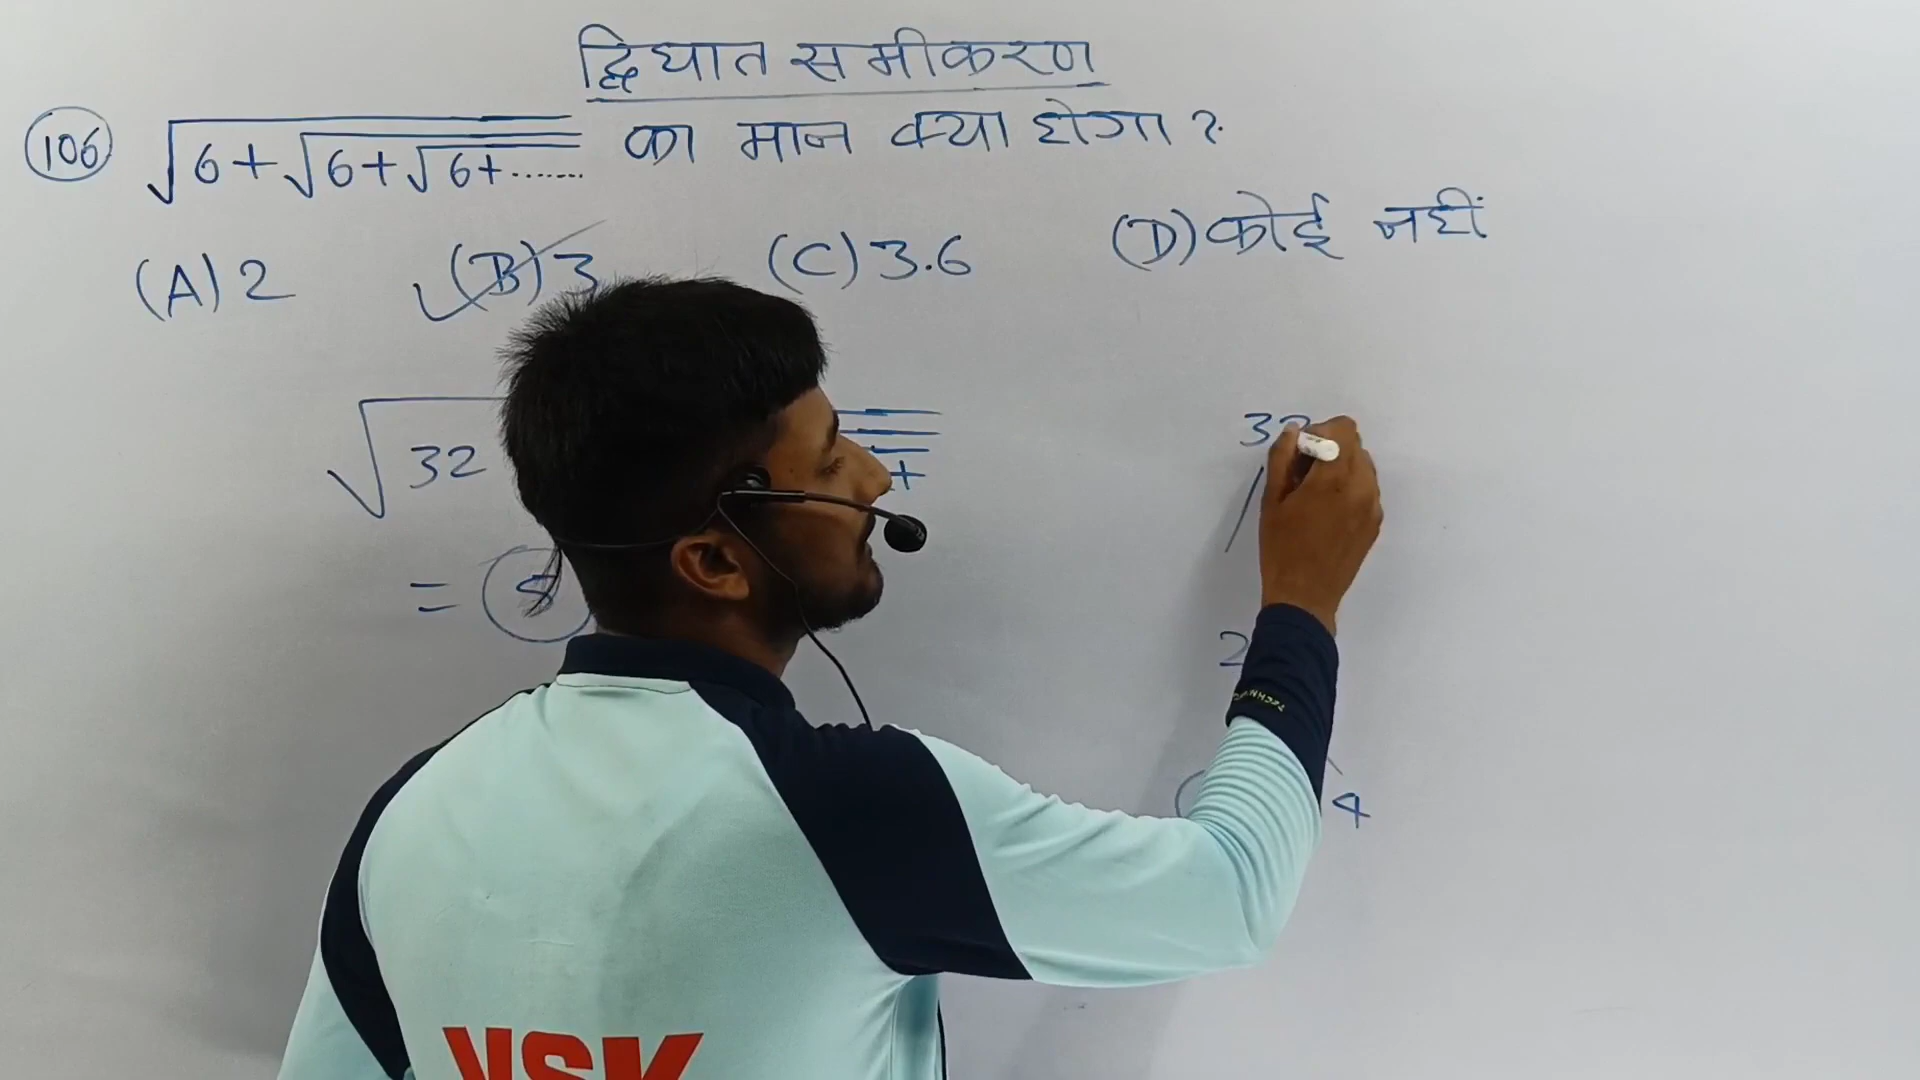 द्विघात समीकरण
(106) √6+√6+√6+....... का मान क्या होगा ?
(A) 2 (B) 3 (C) 3.6 (D) कोई नहीं
√32 +
32
=
2
4
VSK